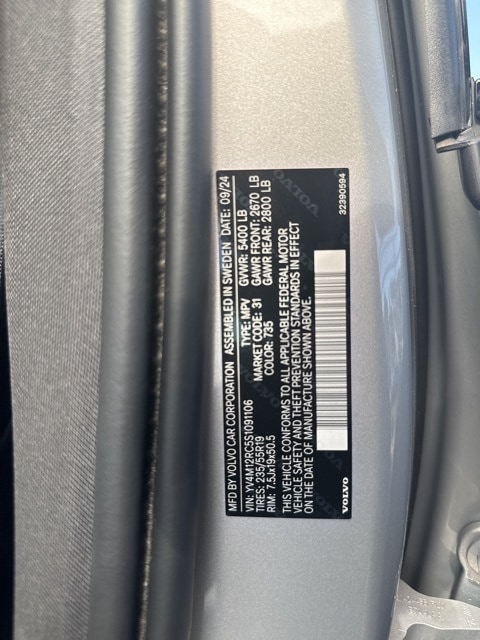 MFD BY VOLVO CAR CORPORATION ASSEMBLED IN SWEDEN DATE: 09/24
VIN: YV4M12RC5S1091106 TYPE: MPV GVWR: 5400 LB
TIRES: 235/55R19 MARKET CODE: 31 GAWR FRONT: 2670 LB
RIM: 7.5Jx19x50.5 COLOR: 735 GAWR REAR: 2800 LB
THIS VEHICLE CONFORMS TO ALL APPLICABLE FEDERAL MOTOR
VEHICLE SAFETY AND THEFT PREVENTION STANDARDS IN EFFECT
ON THE DATE OF MANUFACTURE SHOWN ABOVE.
VOLVO 32390594